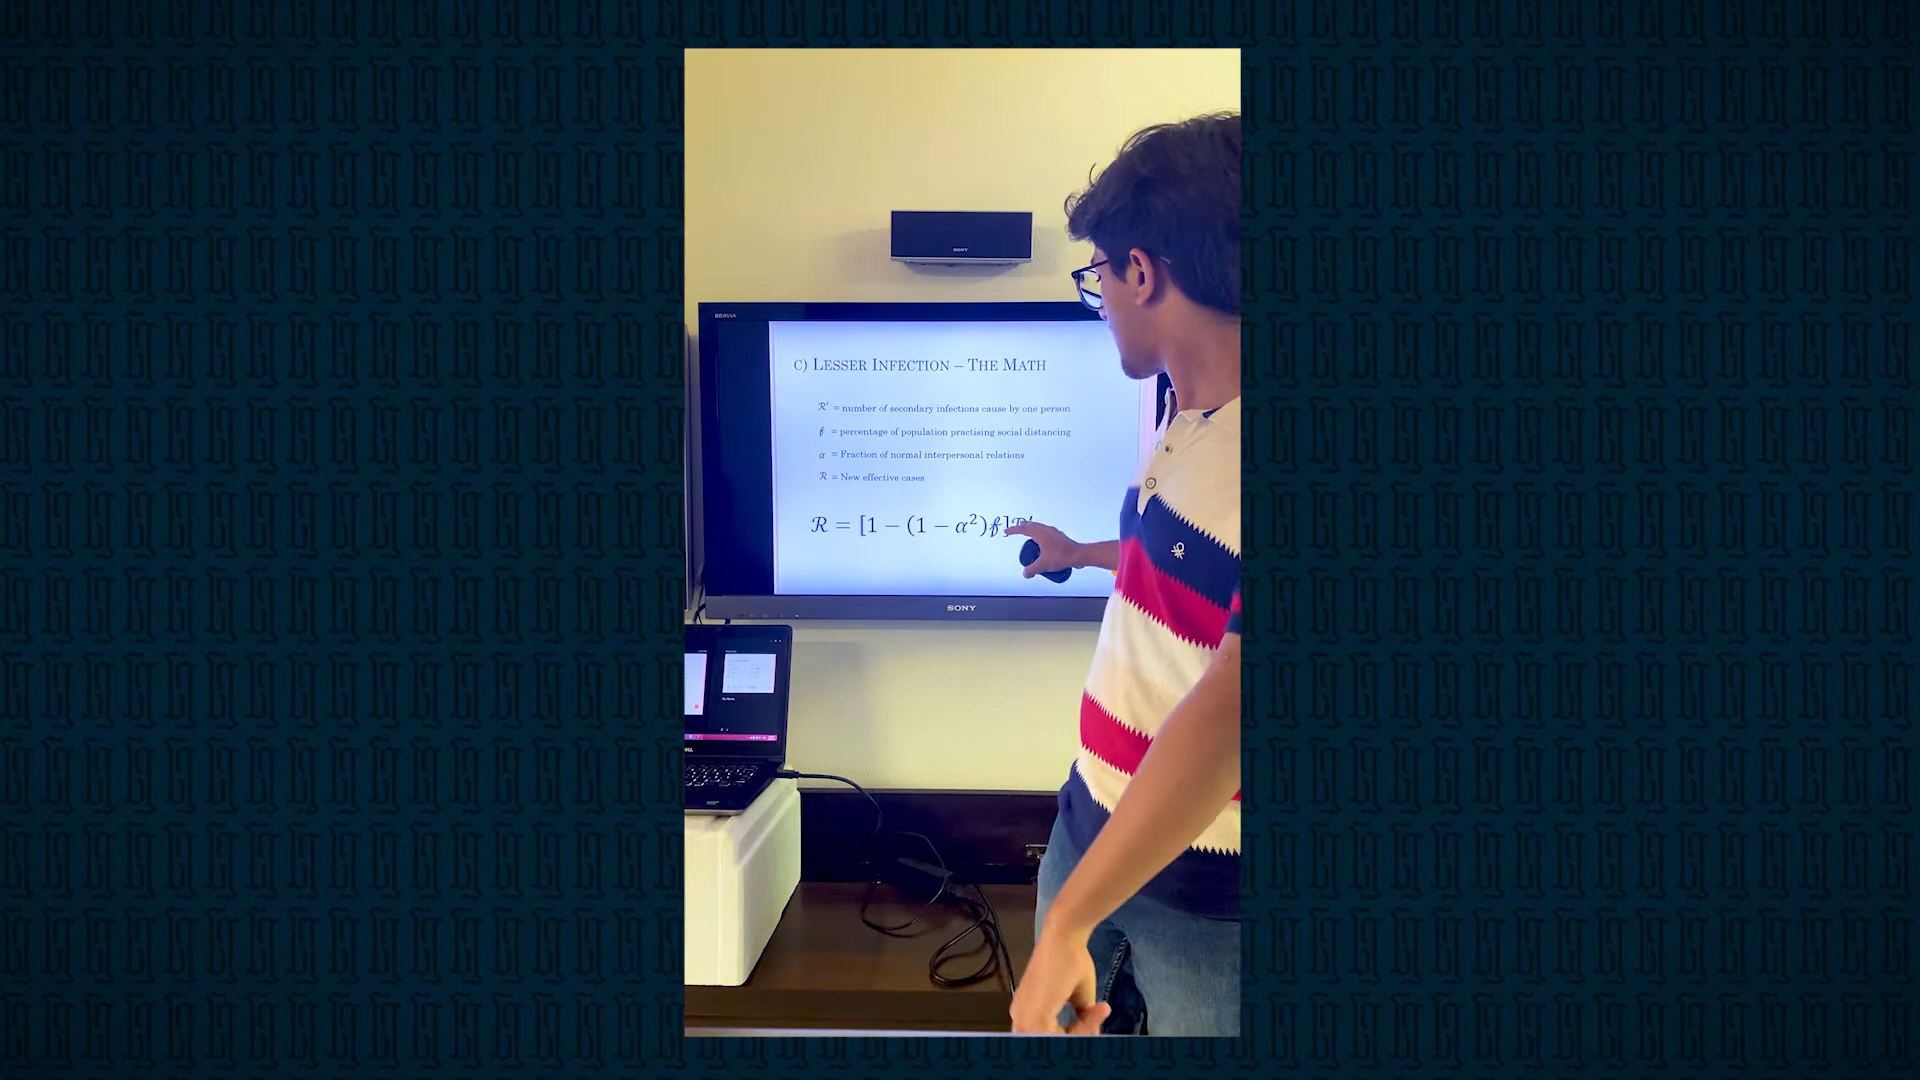 SONY
BRAVIA
C) LESSER INFECTION – THE MATH
ℛ′ = number of secondary infections cause by one person
𝒻 = percentage of population practising social distancing
α = Fraction of normal interpersonal relations
ℛ = New effective cases
ℛ = [1 − (1 − α²)𝒻]ℛ′
SONY
DELL